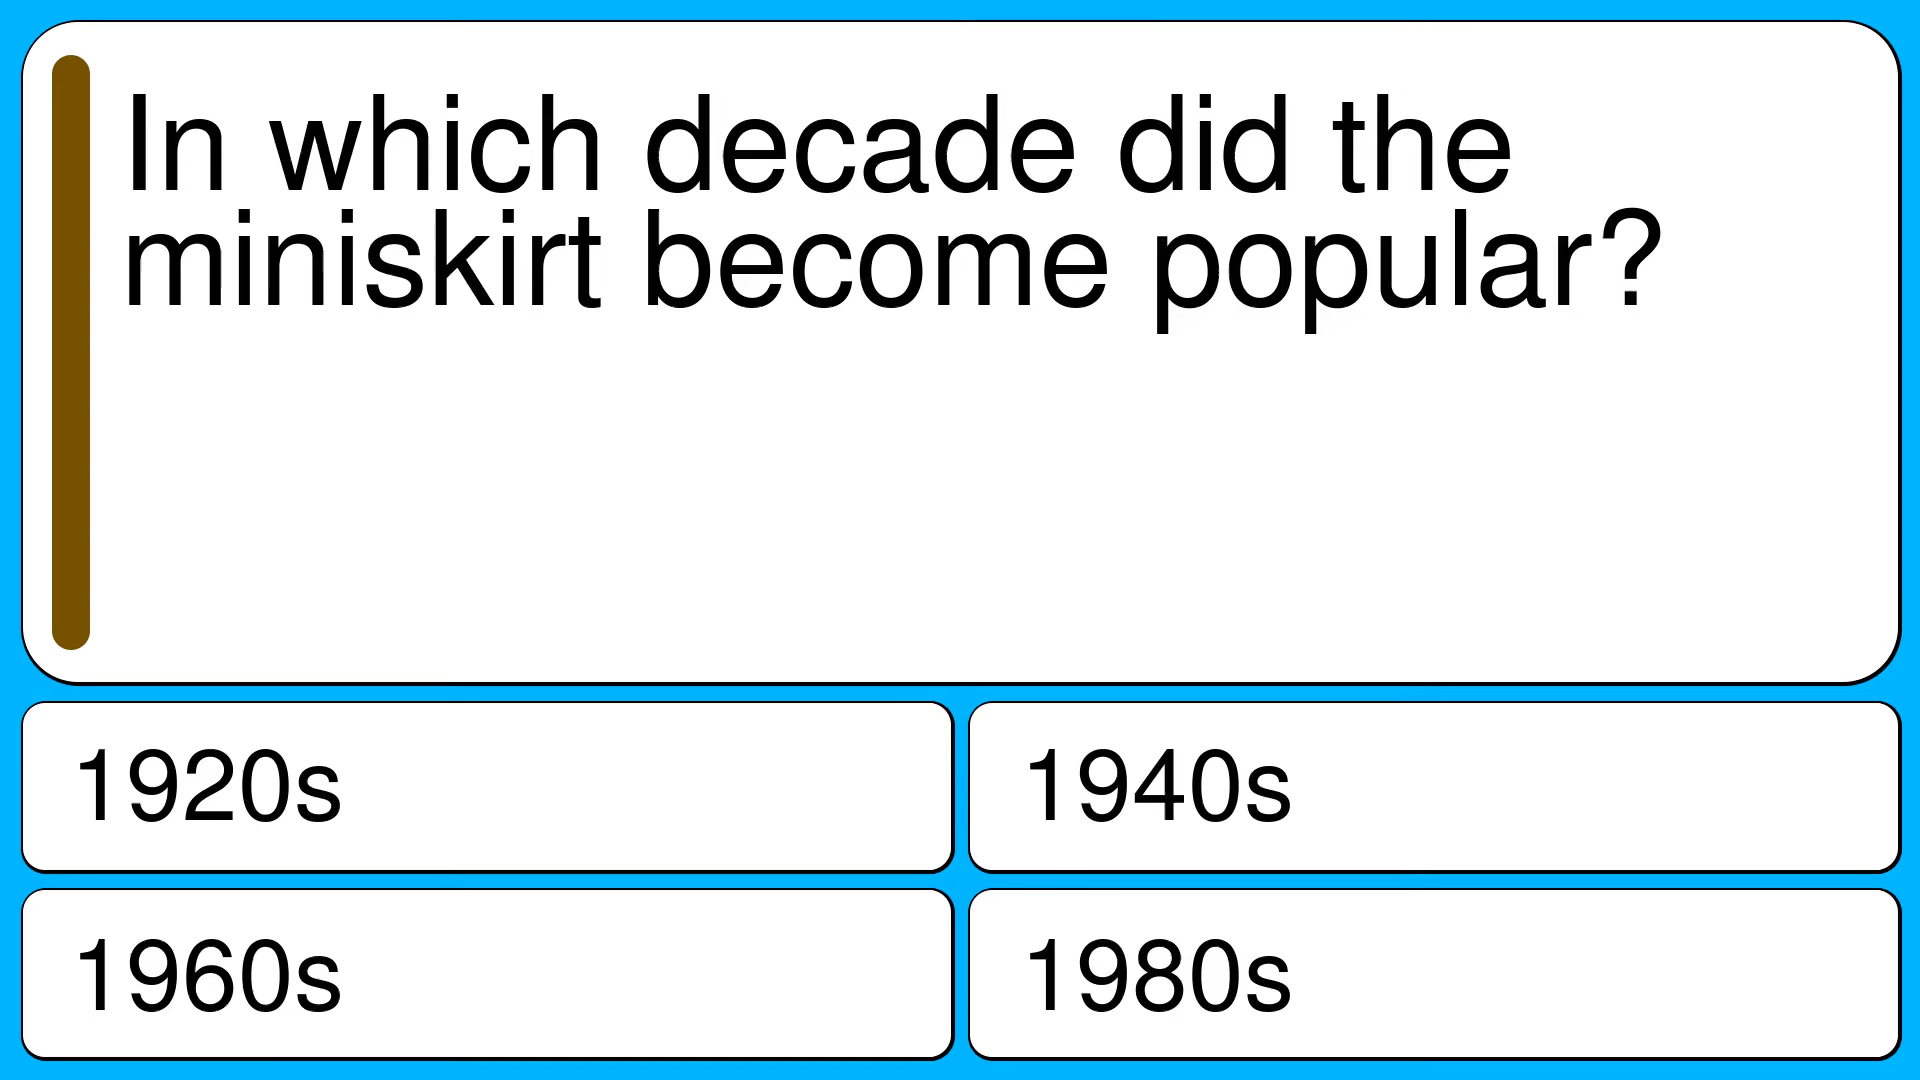 In which decade did the
miniskirt become popular?
1920s
1940s
1960s
1980s